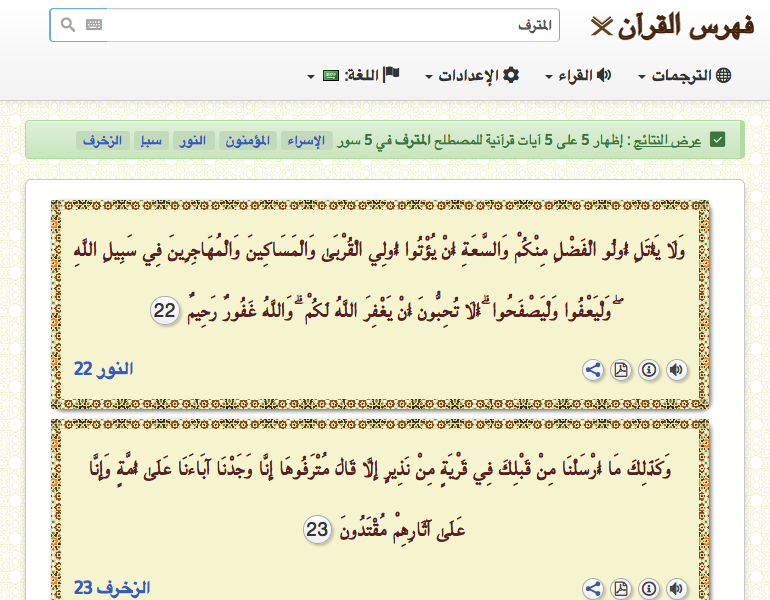 فهرس القرآن
المترف
الترجمات
القراء
الإعدادات
اللغة:
عرض النتائج : إظهار 5 على 5 آيات قرآنية للمصطلح المترف في 5 سور الإسراء المؤمنون النور سبإ الزخرف
وَلَا يَأْتَلِ أُولُو الْفَضْلِ مِنْكُمْ وَالسَّعَةِ أَنْ يُؤْتُوا أُولِي الْقُرْبَىٰ وَالْمَسَاكِينَ وَالْمُهَاجِرِينَ فِي سَبِيلِ اللَّهِ
ۖ وَلْيَعْفُوا وَلْيَصْفَحُوا ۗ أَلَا تُحِبُّونَ أَنْ يَغْفِرَ اللَّهُ لَكُمْ ۗ وَاللَّهُ غَفُورٌ رَحِيمٌ 22
النور 22
وَكَذَٰلِكَ مَا أَرْسَلْنَا مِنْ قَبْلِكَ فِي قَرْيَةٍ مِنْ نَذِيرٍ إِلَّا قَالَ مُتْرَفُوهَا إِنَّا وَجَدْنَا آبَاءَنَا عَلَىٰ أُمَّةٍ وَإِنَّا
عَلَىٰ آثَارِهِمْ مُقْتَدُونَ 23
الزخرف 23